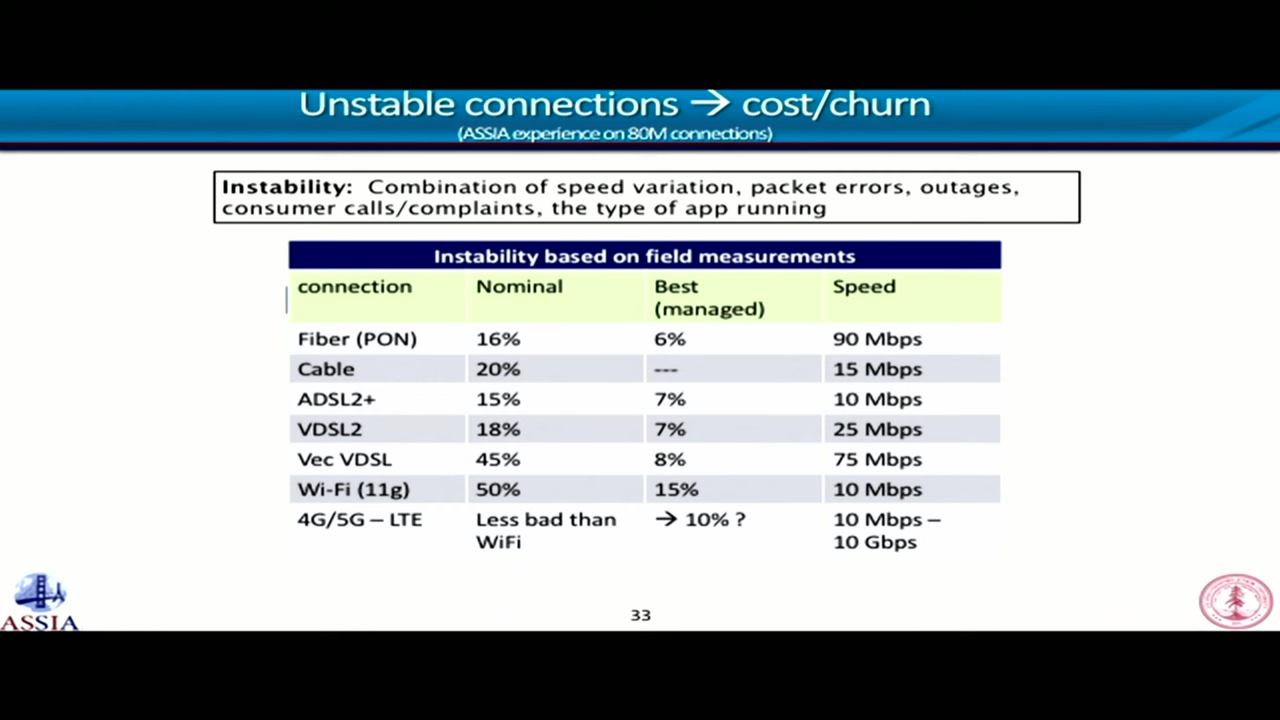 Unstable connections → cost/churn
(ASSIA experience on 80M connections)
Instability: Combination of speed variation, packet errors, outages,
consumer calls/complaints, the type of app running
Instability based on field measurements
connection Nominal Best (managed) Speed
Fiber (PON) 16% 6% 90 Mbps
Cable 20% --- 15 Mbps
ADSL2+ 15% 7% 10 Mbps
VDSL2 18% 7% 25 Mbps
Vec VDSL 45% 8% 75 Mbps
Wi-Fi (11g) 50% 15% 10 Mbps
4G/5G – LTE Less bad than WiFi → 10% ? 10 Mbps – 10 Gbps
ASSIA
33